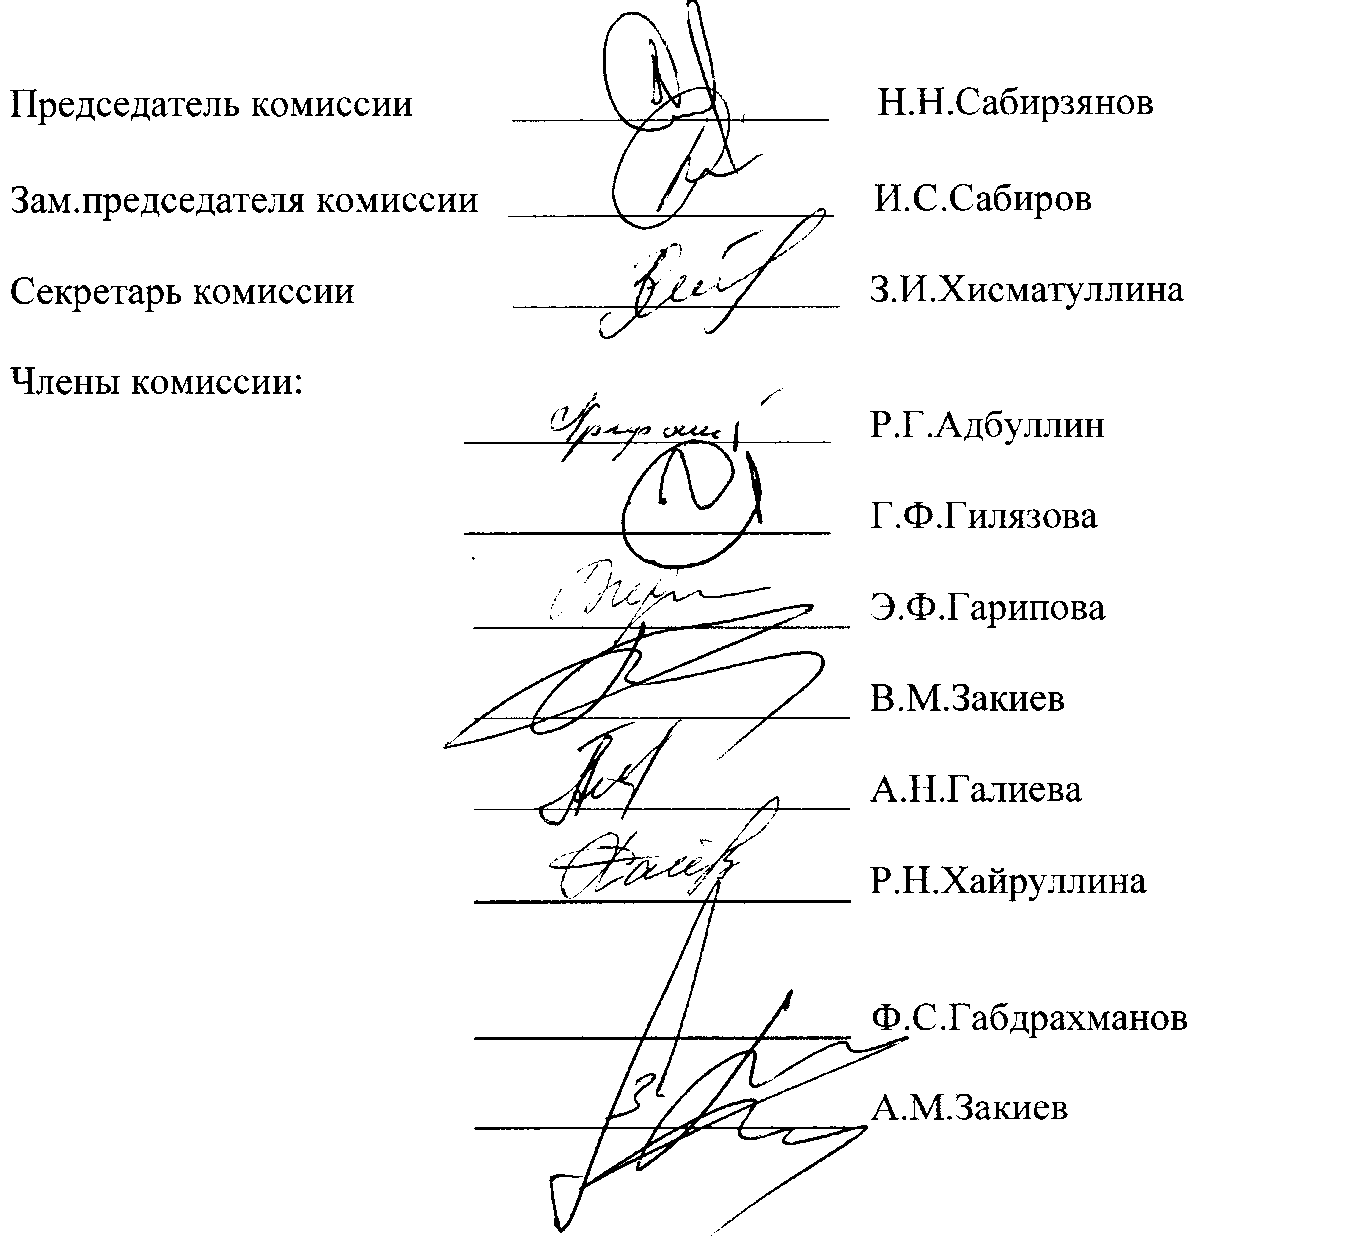 Председатель комиссии Н.Н.Сабирзянов
Зам.председателя комиссии И.С.Сабиров
Секретарь комиссии З.И.Хисматуллина
Члены комиссии:
Р.Г.Адбуллин
Г.Ф.Гилязова
Э.Ф.Гарипова
В.М.Закиев
А.Н.Галиева
Р.Н.Хайруллина
Ф.С.Габдрахманов
А.М.Закиев